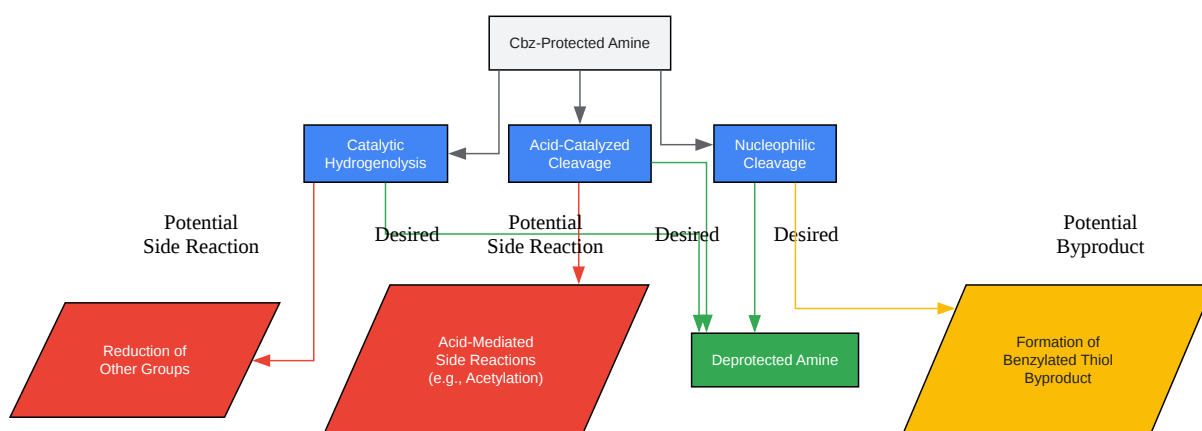 Cbz-Protected Amine
Catalytic
Hydrogenolysis
Acid-Catalyzed
Cleavage
Nucleophilic
Cleavage
Potential
Side Reaction
Desired
Potential
Side Reaction
Desired
Desired
Potential
Byproduct
Reduction of
Other Groups
Acid-Mediated
Side Reactions
(e.g., Acetylation)
Deprotected Amine
Formation of
Benzylated Thiol
Byproduct